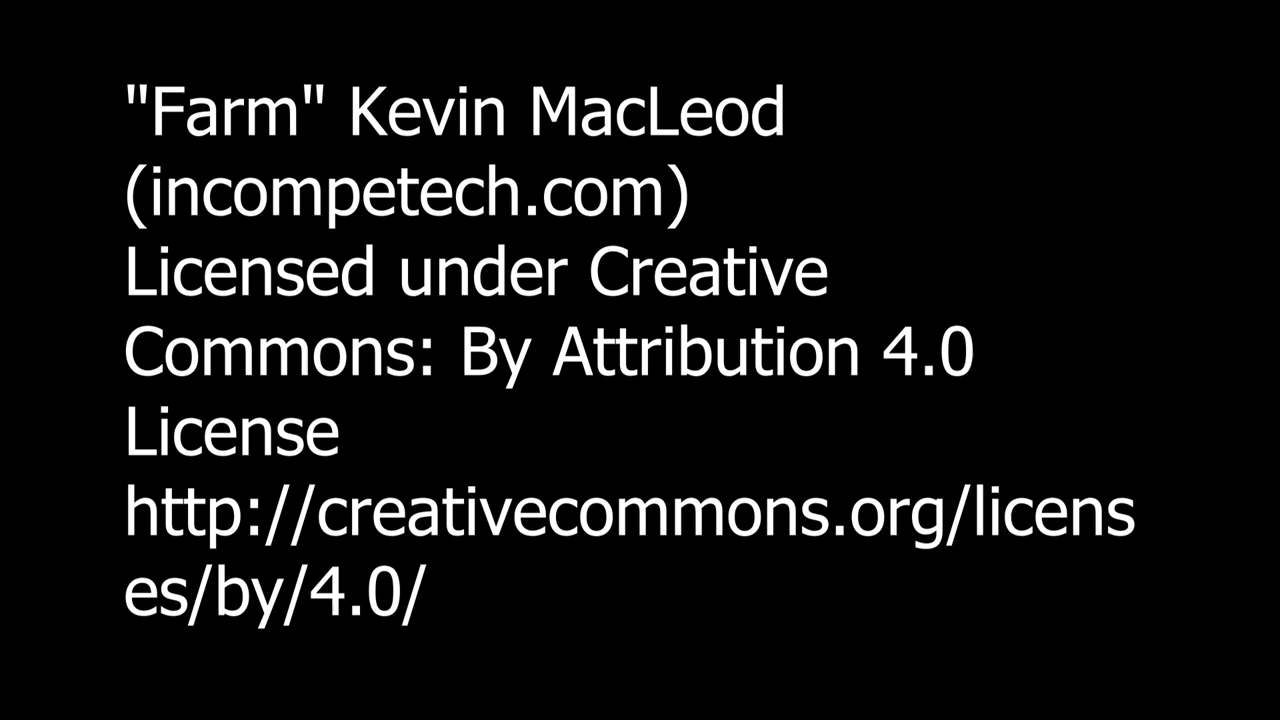 "Farm" Kevin MacLeod
(incompetech.com)
Licensed under Creative
Commons: By Attribution 4.0
License
http://creativecommons.org/licens
es/by/4.0/